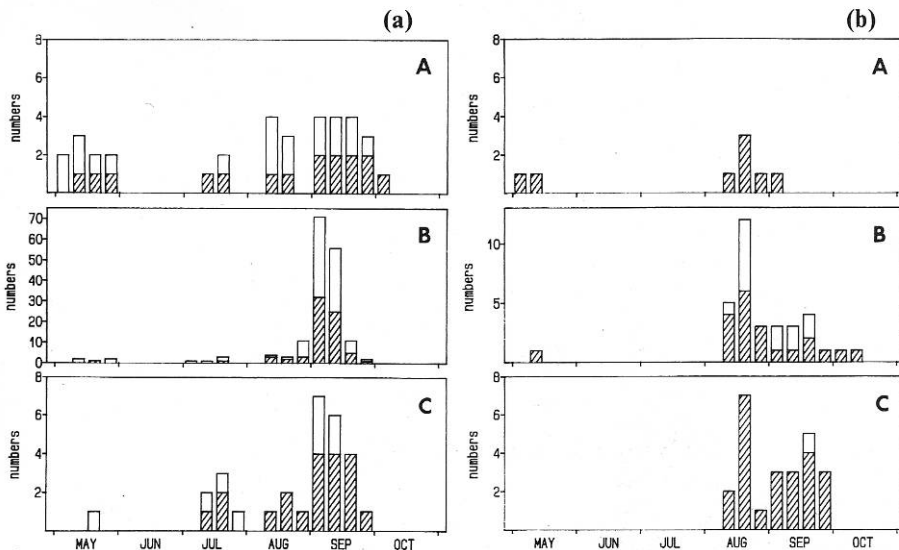 (a) (b)
8 A 8 A
6 6
4 4
2 2
numbers numbers
70 B B
60
50 10
40
30 5
20
10
0
numbers numbers
8 C 8 C
6 6
4 4
2 2
numbers numbers
MAY JUN JUL AUG SEP OCT MAY JUN JUL AUG SEP OCT